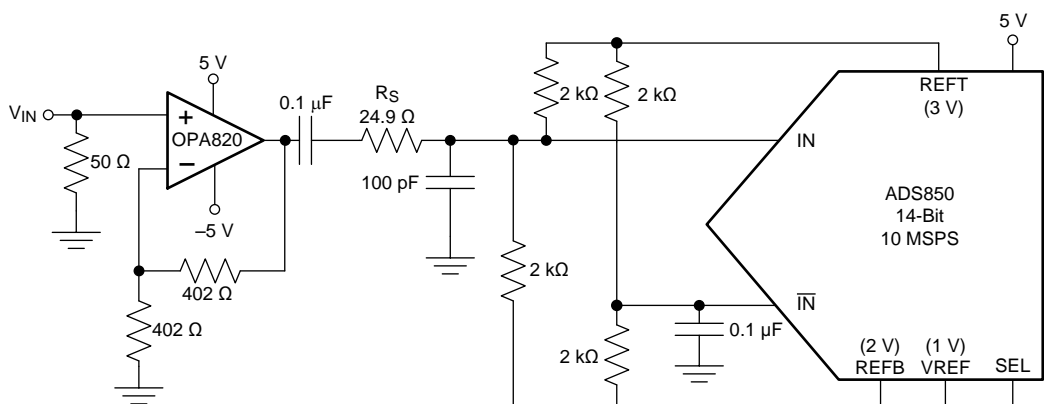 5 V
5 V
REFT
(3 V)
R_S
24.9 Ω
0.1 µF
2 kΩ
2 kΩ
V_IN
+
OPA820
−
IN
50 Ω
100 pF
ADS850
14-Bit
10 MSPS
–5 V
2 kΩ
402 Ω
IN
402 Ω
0.1 µF
2 kΩ
(2 V)
REFB
(1 V)
VREF
SEL